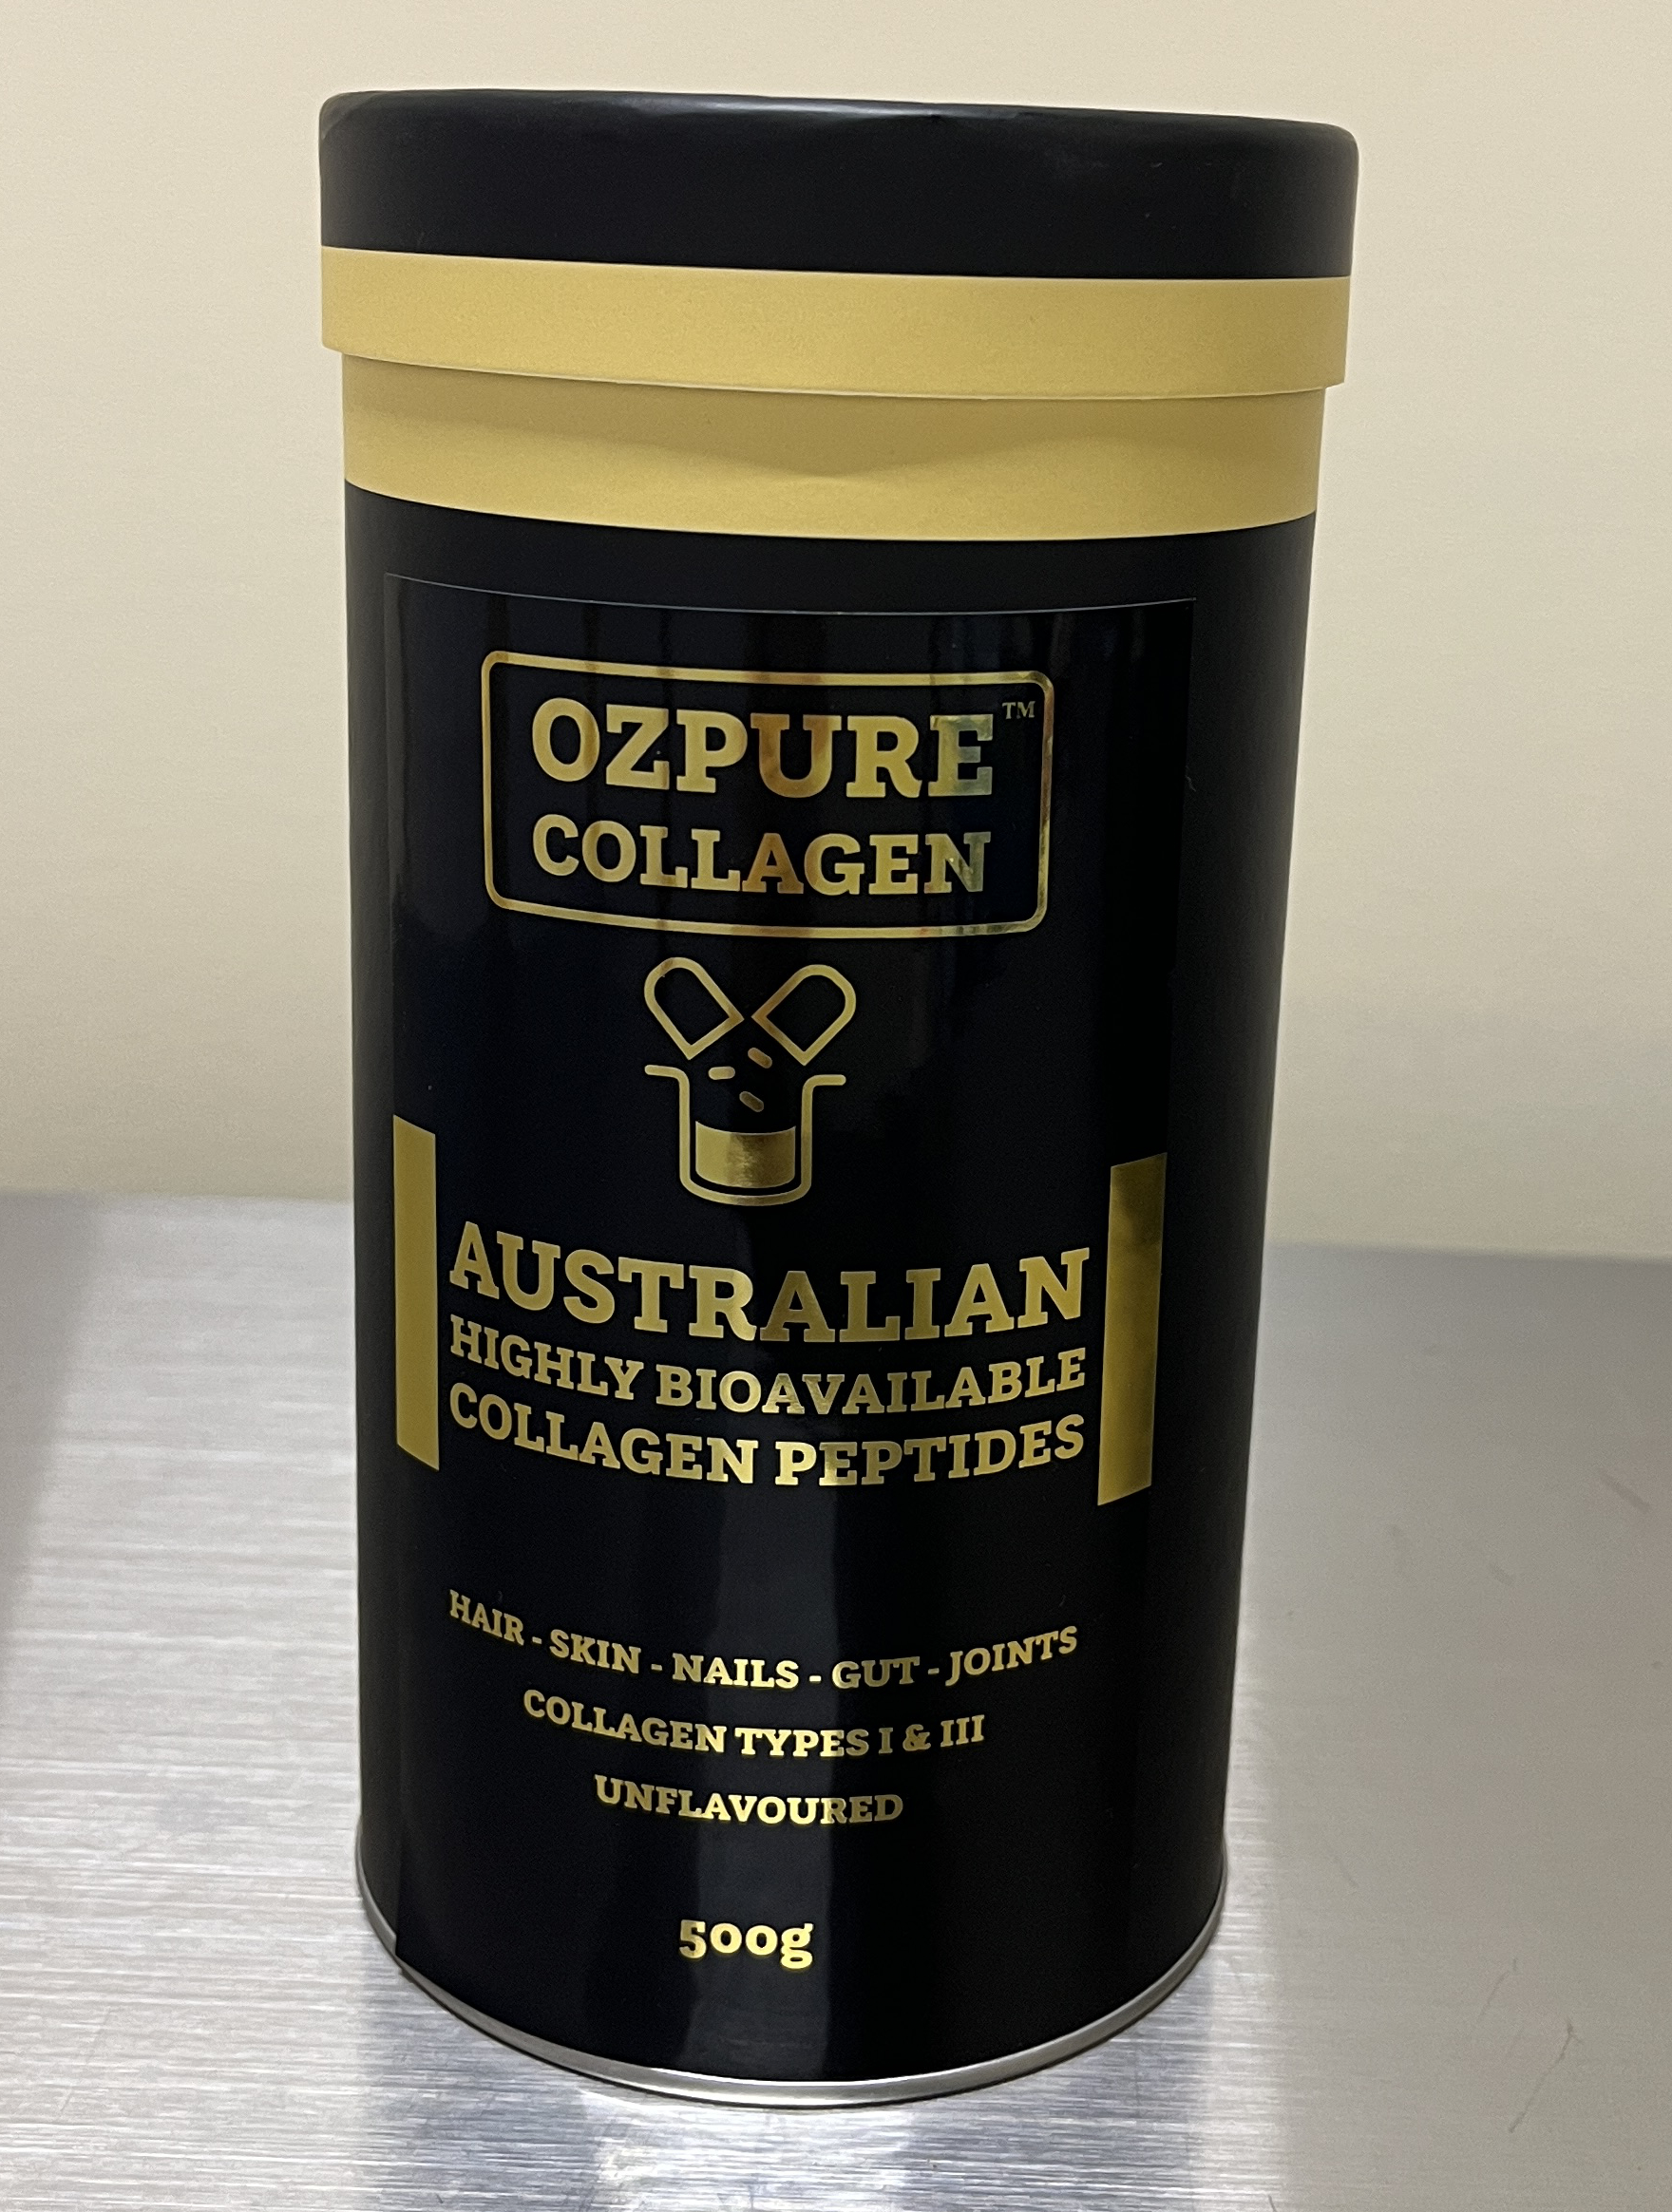 OZPURE™
COLLAGEN
AUSTRALIAN
HIGHLY BIOAVAILABLE
COLLAGEN PEPTIDES
HAIR - SKIN - NAILS - GUT - JOINTS
COLLAGEN TYPES I & III
UNFLAVOURED
500g